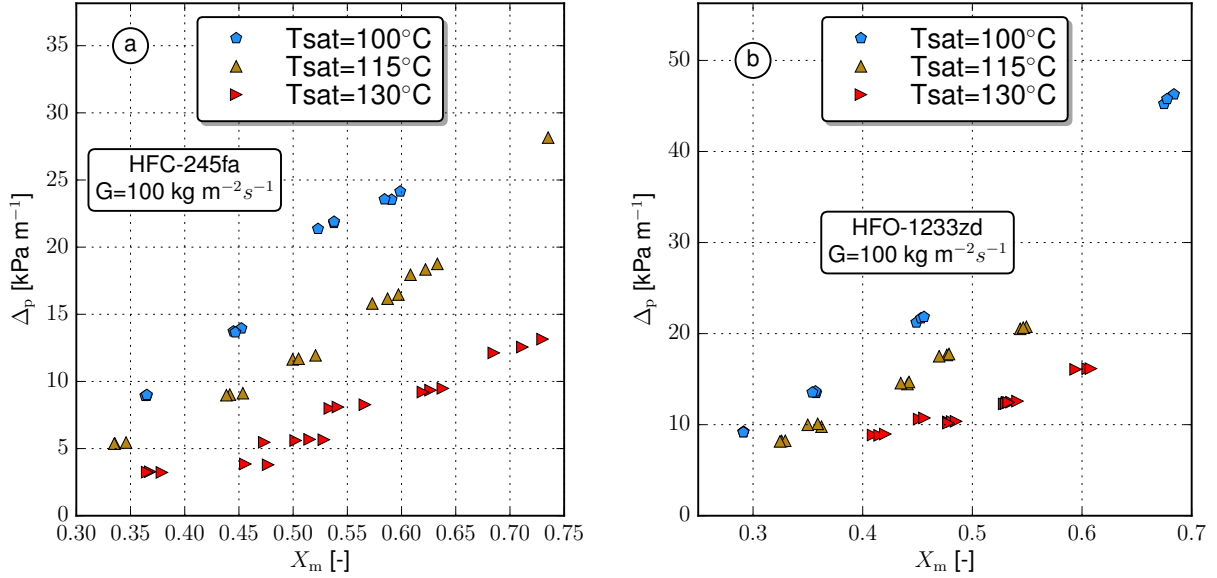 a
Tsat=100°C
Tsat=115°C
Tsat=130°C
HFC-245fa
G=100 kg m⁻²s⁻¹
35
30
25
20
15
10
5
0
Δp [kPa m⁻¹]
0.30 0.35 0.40 0.45 0.50 0.55 0.60 0.65 0.70 0.75
Xm [-]
b
Tsat=100°C
Tsat=115°C
Tsat=130°C
HFO-1233zd
G=100 kg m⁻²s⁻¹
50
40
30
20
10
0
Δp [kPa m⁻¹]
0.3 0.4 0.5 0.6 0.7
Xm [-]